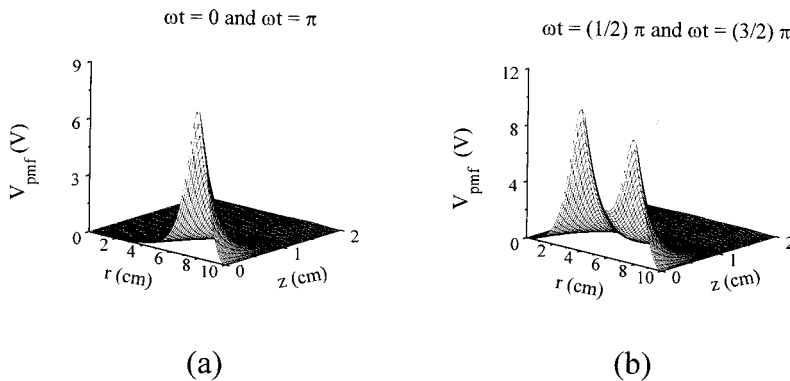 ωt = 0 and ωt = π
9
6
3
0
V_pmf (V)
2
4
6
8
10
r (cm)
0
1
2
z (cm)
(a)
ωt = (1/2) π and ωt = (3/2) π
12
8
4
0
V_pmf (V)
2
4
6
8
10
r (cm)
0
1
2
z (cm)
(b)